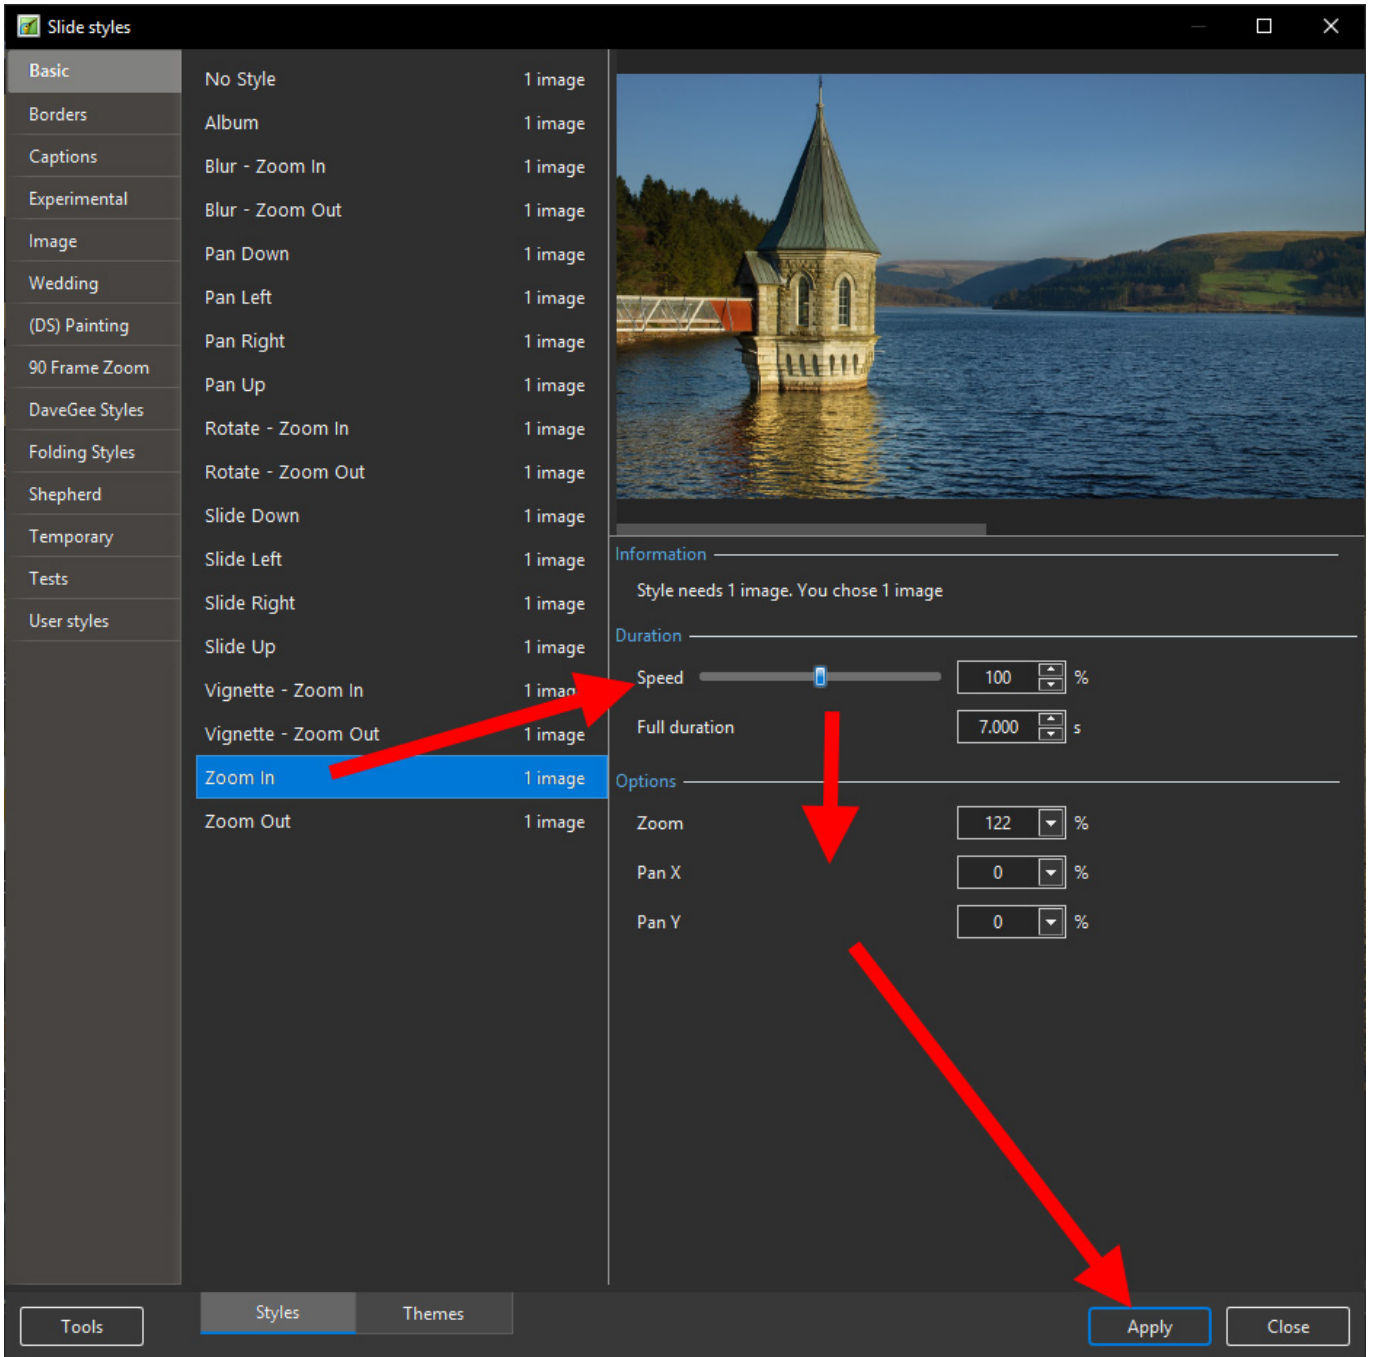 Slide styles
Basic
Borders
Captions
Experimental
Image
Wedding
(DS) Painting
90 Frame Zoom
DaveGee Styles
Folding Styles
Shepherd
Temporary
Tests
User styles
No Style 1 image
Album 1 image
Blur - Zoom In 1 image
Blur - Zoom Out 1 image
Pan Down 1 image
Pan Left 1 image
Pan Right 1 image
Pan Up 1 image
Rotate - Zoom In 1 image
Rotate - Zoom Out 1 image
Slide Down 1 image
Slide Left 1 image
Slide Right 1 image
Slide Up 1 image
Vignette - Zoom In 1 image
Vignette - Zoom Out 1 image
Zoom In 1 image
Zoom Out 1 image
Information
Style needs 1 image. You chose 1 image
Duration
Speed 100 %
Full duration 7.000 s
Options
Zoom 122 %
Pan X 0 %
Pan Y 0 %
Tools
Styles
Themes
Apply
Close